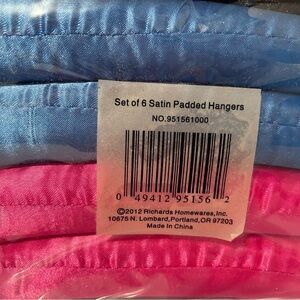 Set of 6 Satin Padded Hangers
NO.951561000
0 49412 95156 2
©2012 Richards Homewares,Inc.
10675 N. Lombard,Portland,OR 97203
Made In China